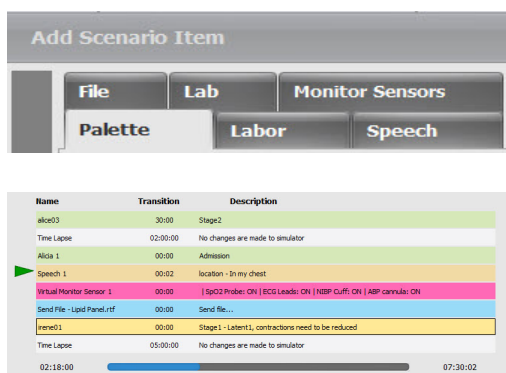 Add Scenario Item
File Lab Monitor Sensors
Palette Labor Speech
Name Transition Description
alice03 30:00 Stage2
Time Lapse 02:00:00 No changes are made to simulator
Alicia 1 00:00 Admission
Speech 1 00:02 location - In my chest
Virtual Monitor Sensor 1 00:00 | SpO2 Probe: ON | ECG Leads: ON | NIBP Cuff: ON | ABP cannula: ON
Send File - Lipid Panel.rtf 00:00 Send file...
irene01 00:00 Stage1 - Latent1, contractions need to be reduced
Time Lapse 05:00:00 No changes are made to simulator
02:18:00 07:30:02